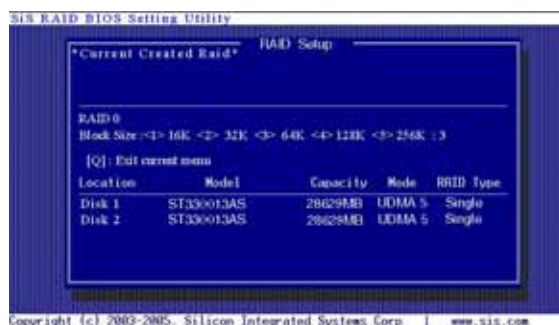 SiS RAID BIOS Setting Utility
RAID Setup
*Current Created Raid*
RAID 0
Block Size :<1> 16K <2> 32K <3> 64K <4>128K <5>256K : 3
[Q] : Exit current menu
Location Model Capacity Mode RAID Type
Disk 1 ST330013AS 28629MB UDMA 5 Single
Disk 2 ST330013AS 28629MB UDMA 5 Single
Copyright (c) 2003-2005. Silicon Integrated Systems Corp | www.sis.com